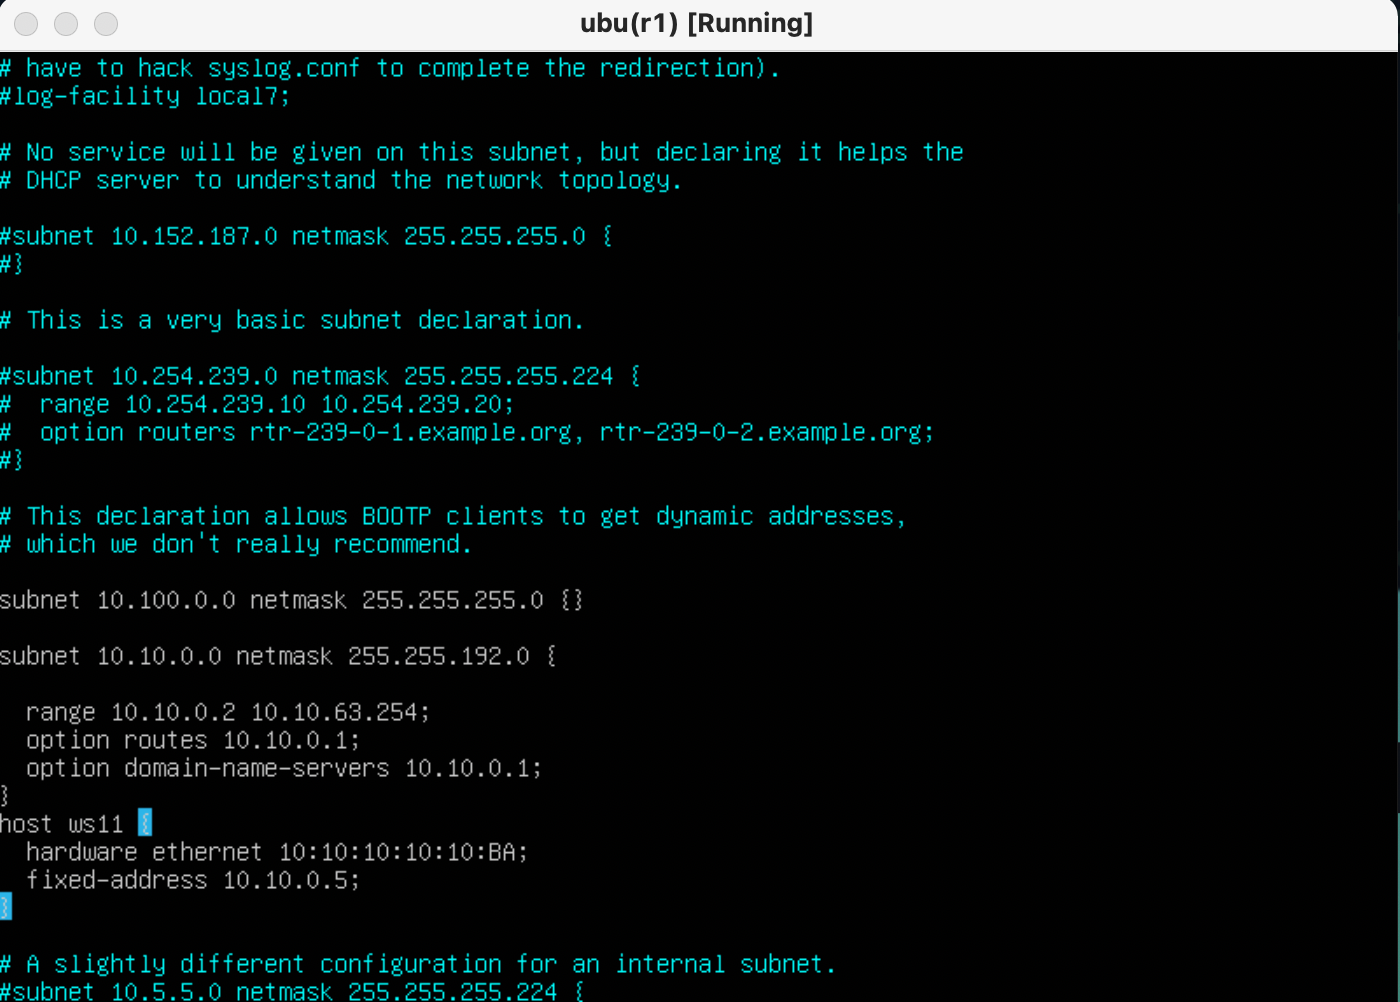 ubu(r1) [Running]
# have to hack syslog.conf to complete the redirection).
#log-facility local7;
# No service will be given on this subnet, but declaring it helps the
# DHCP server to understand the network topology.
#subnet 10.152.187.0 netmask 255.255.255.0 {
#}
# This is a very basic subnet declaration.
#subnet 10.254.239.0 netmask 255.255.255.224 {
#  range 10.254.239.10 10.254.239.20;
#  option routers rtr-239-0-1.example.org, rtr-239-0-2.example.org;
#}
# This declaration allows BOOTP clients to get dynamic addresses,
# which we don't really recommend.
subnet 10.100.0.0 netmask 255.255.255.0 {}
subnet 10.10.0.0 netmask 255.255.192.0 {
  range 10.10.0.2 10.10.63.254;
  option routes 10.10.0.1;
  option domain-name-servers 10.10.0.1;
}
host ws11 {
  hardware ethernet 10:10:10:10:10:BA;
  fixed-address 10.10.0.5;
}
# A slightly different configuration for an internal subnet.
#subnet 10.5.5.0 netmask 255.255.255.224 {